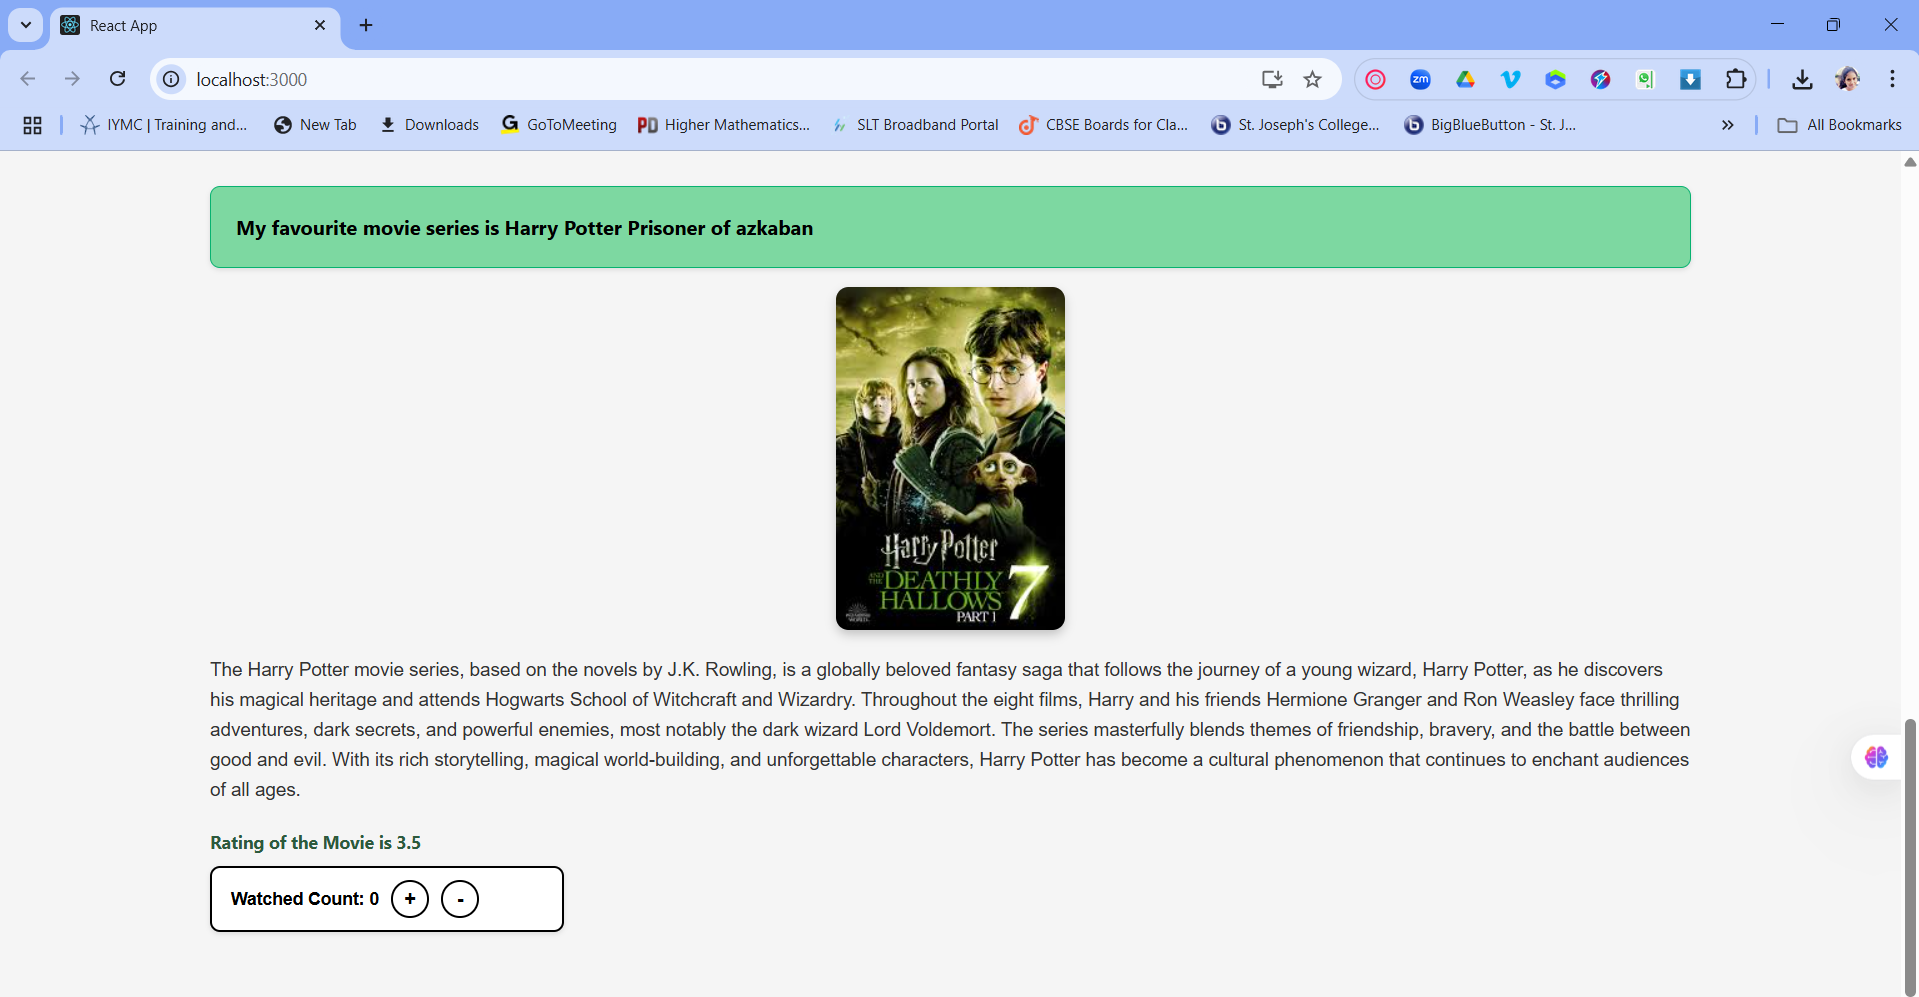 React App
localhost:3000
zm
IYMC | Training and...
New Tab
Downloads
G GoToMeeting
PD Higher Mathematics...
SLT Broadband Portal
CBSE Boards for Cla...
b St. Joseph's College...
b BigBlueButton - St. J...
All Bookmarks
My favourite movie series is Harry Potter Prisoner of azkaban
Harry Potter
AND THE DEATHLY
HALLOWS 7
PART 1
The Harry Potter movie series, based on the novels by J.K. Rowling, is a globally beloved fantasy saga that follows the journey of a young wizard, Harry Potter, as he discovers
his magical heritage and attends Hogwarts School of Witchcraft and Wizardry. Throughout the eight films, Harry and his friends Hermione Granger and Ron Weasley face thrilling
adventures, dark secrets, and powerful enemies, most notably the dark wizard Lord Voldemort. The series masterfully blends themes of friendship, bravery, and the battle between
good and evil. With its rich storytelling, magical world-building, and unforgettable characters, Harry Potter has become a cultural phenomenon that continues to enchant audiences
of all ages.
Rating of the Movie is 3.5
Watched Count: 0 + -